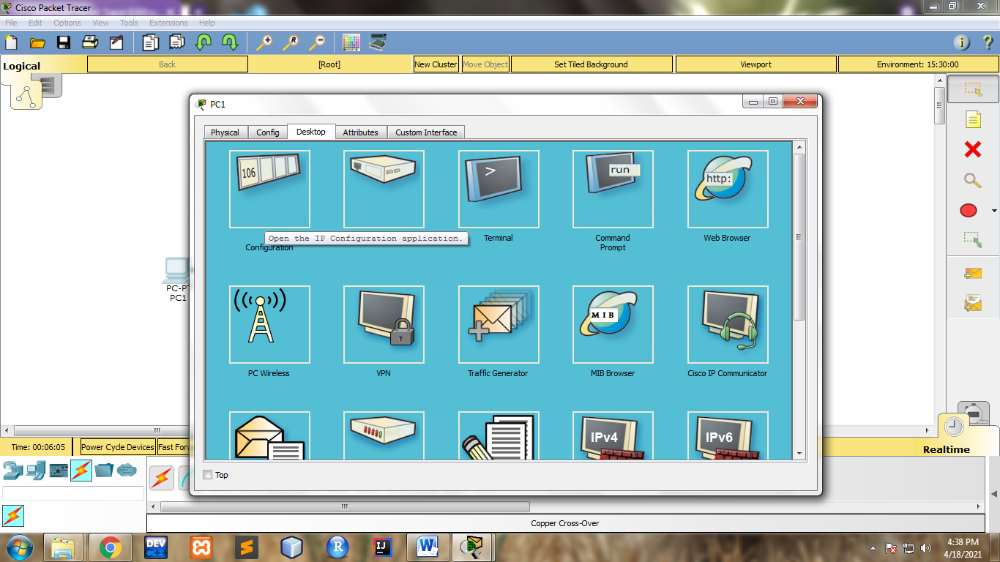 Cisco Packet Tracer
File Edit Options View Tools Extensions Help
Logical
Back
[Root]
New Cluster
Move Object
Set Tiled Background
Viewport
Environment: 15:30:00
PC1
Physical
Config
Desktop
Attributes
Custom Interface
106
>
run
http:
Configuration
Open the IP Configuration application.
Terminal
Command
Prompt
Web Browser
PC-PT
PC1
MIB
PC Wireless
VPN
Traffic Generator
MIB Browser
Cisco IP Communicator
IPv4
IPv6
Time: 00:06:05
Power Cycle Devices
Fast For
Realtime
Top
Copper Cross-Over
DEV
C++
R
IJ
W
4:38 PM
4/18/2021